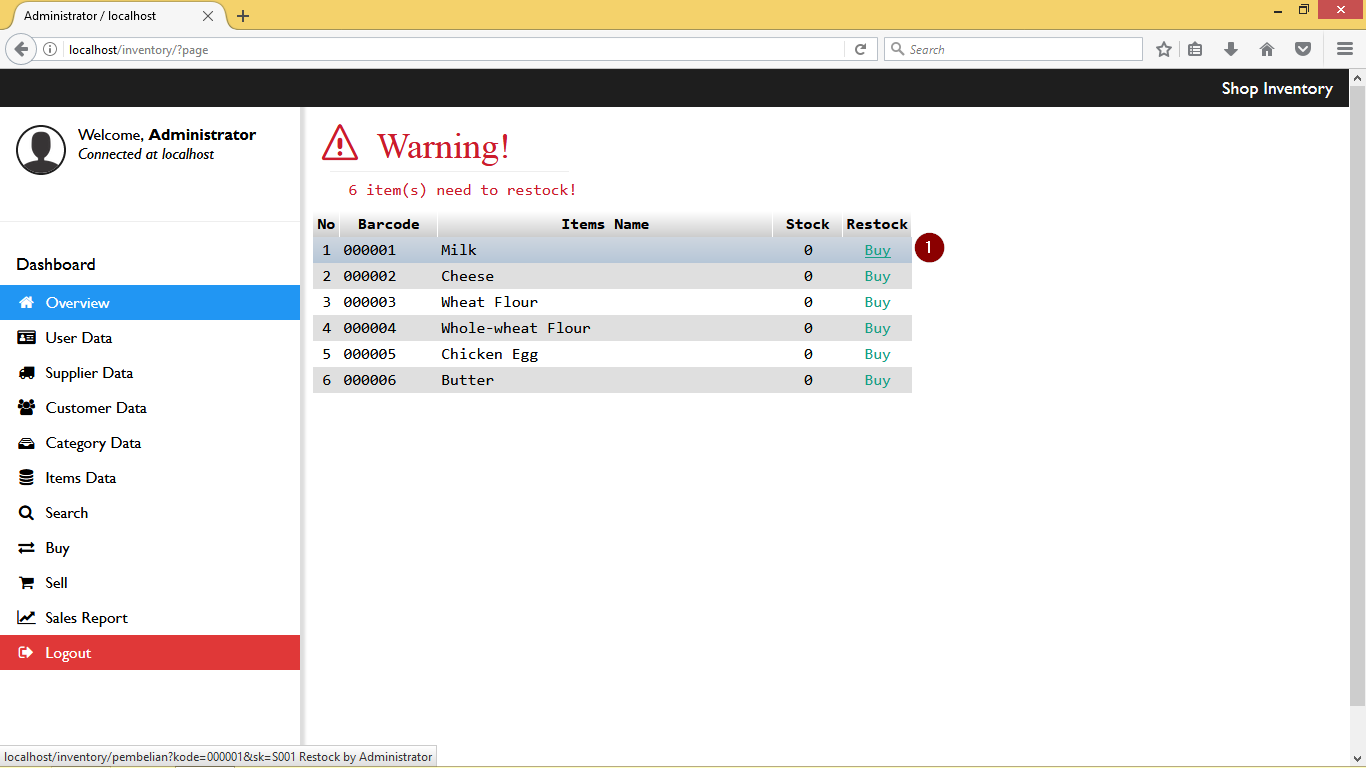 Administrator / localhost
localhost/inventory/?page
Search
Shop Inventory
Welcome, Administrator
Connected at localhost
Dashboard
Overview
User Data
Supplier Data
Customer Data
Category Data
Items Data
Search
Buy
Sell
Sales Report
Logout
Warning!
6 item(s) need to restock!
No Barcode Items Name Stock Restock
1 000001 Milk 0 Buy 1
2 000002 Cheese 0 Buy
3 000003 Wheat Flour 0 Buy
4 000004 Whole-wheat Flour 0 Buy
5 000005 Chicken Egg 0 Buy
6 000006 Butter 0 Buy
localhost/inventory/pembelian?kode=000001&sk=S001 Restock by Administrator